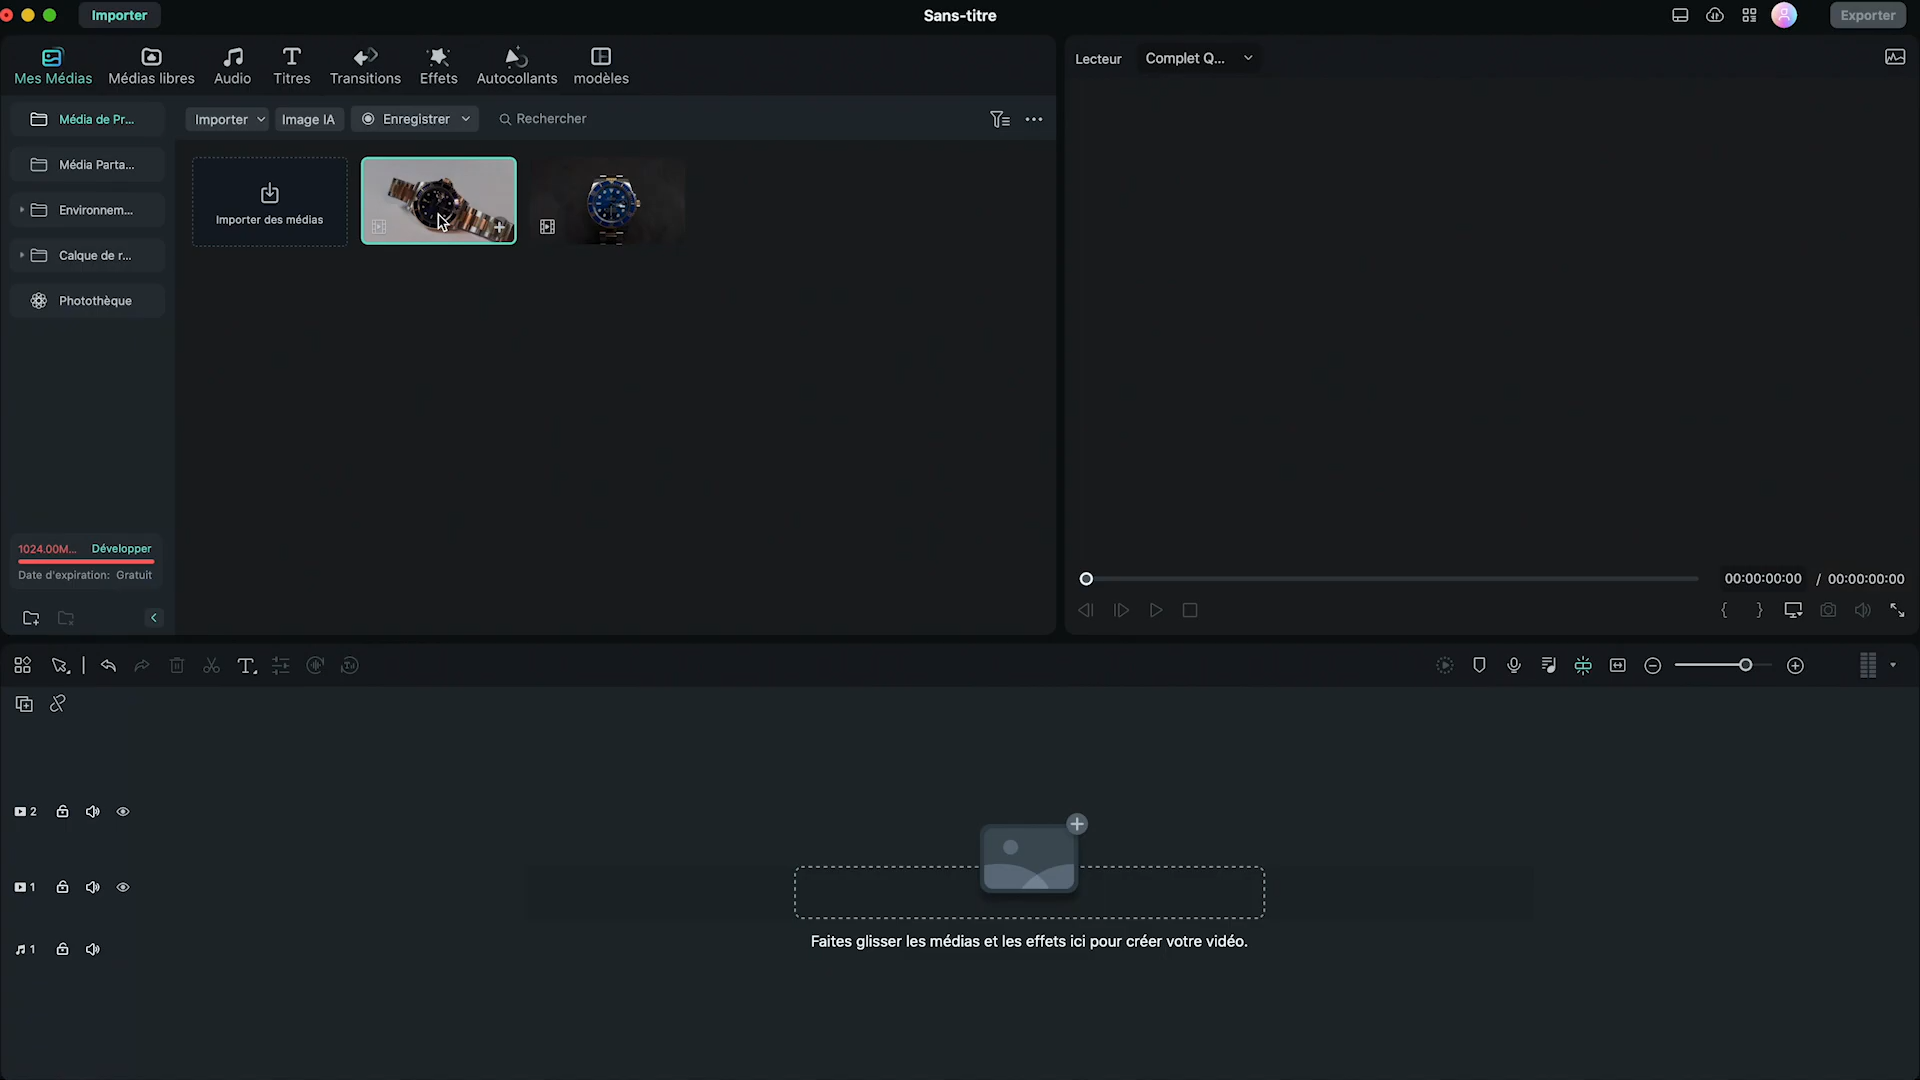 Importer
Sans-titre
Exporter
Mes Médias
Médias libres
Audio
Titres
Transitions
Effets
Autocollants
modèles
Lecteur
Complet Q...
Média de Pr...
Média Parta...
Environnem...
Calque de r...
Photothèque
Importer
Image IA
Enregistrer
Rechercher
Importer des médias
1024.00M...
Développer
Date d'expiration: Gratuit
00:00:00:00 / 00:00:00:00
2
1
1
Faites glisser les médias et les effets ici pour créer votre vidéo.